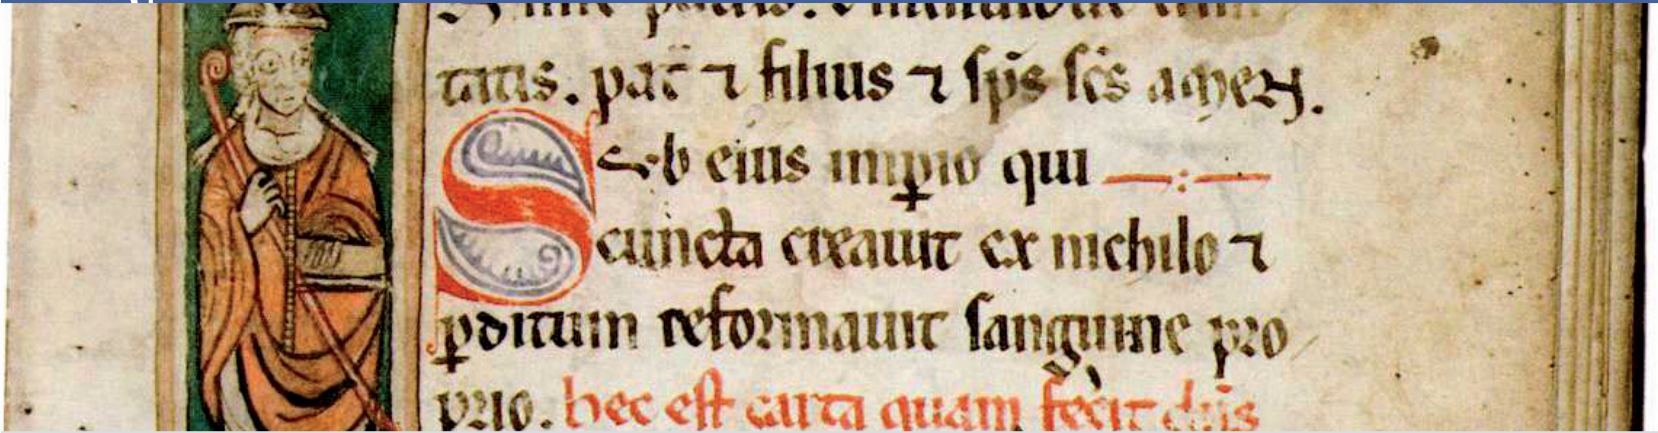 tatis. pat̄ ⁊ filius ⁊ sp̄s sc̄s amen.
Sub eius imꝑio qui
cuncta creauit ex nichilo ⁊
ꝑditum reformauit sanguine pro
prio. hec est carta quam fecit dn̄s